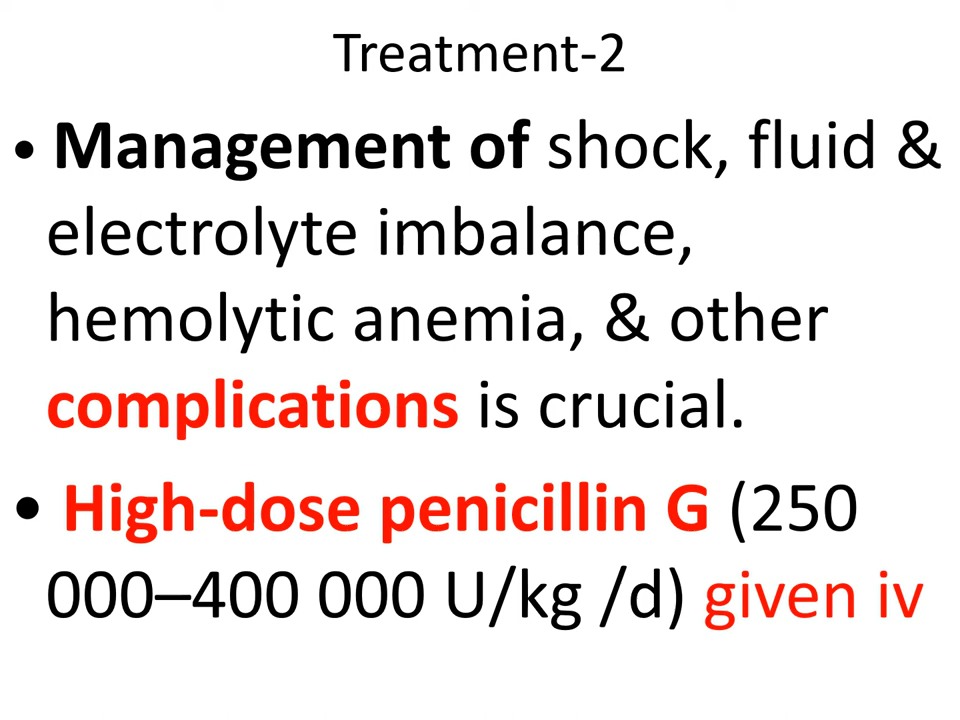 Treatment-2
• Management of shock, fluid &
electrolyte imbalance,
hemolytic anemia, & other
complications is crucial.
• High-dose penicillin G (250
000–400 000 U/kg /d) given iv